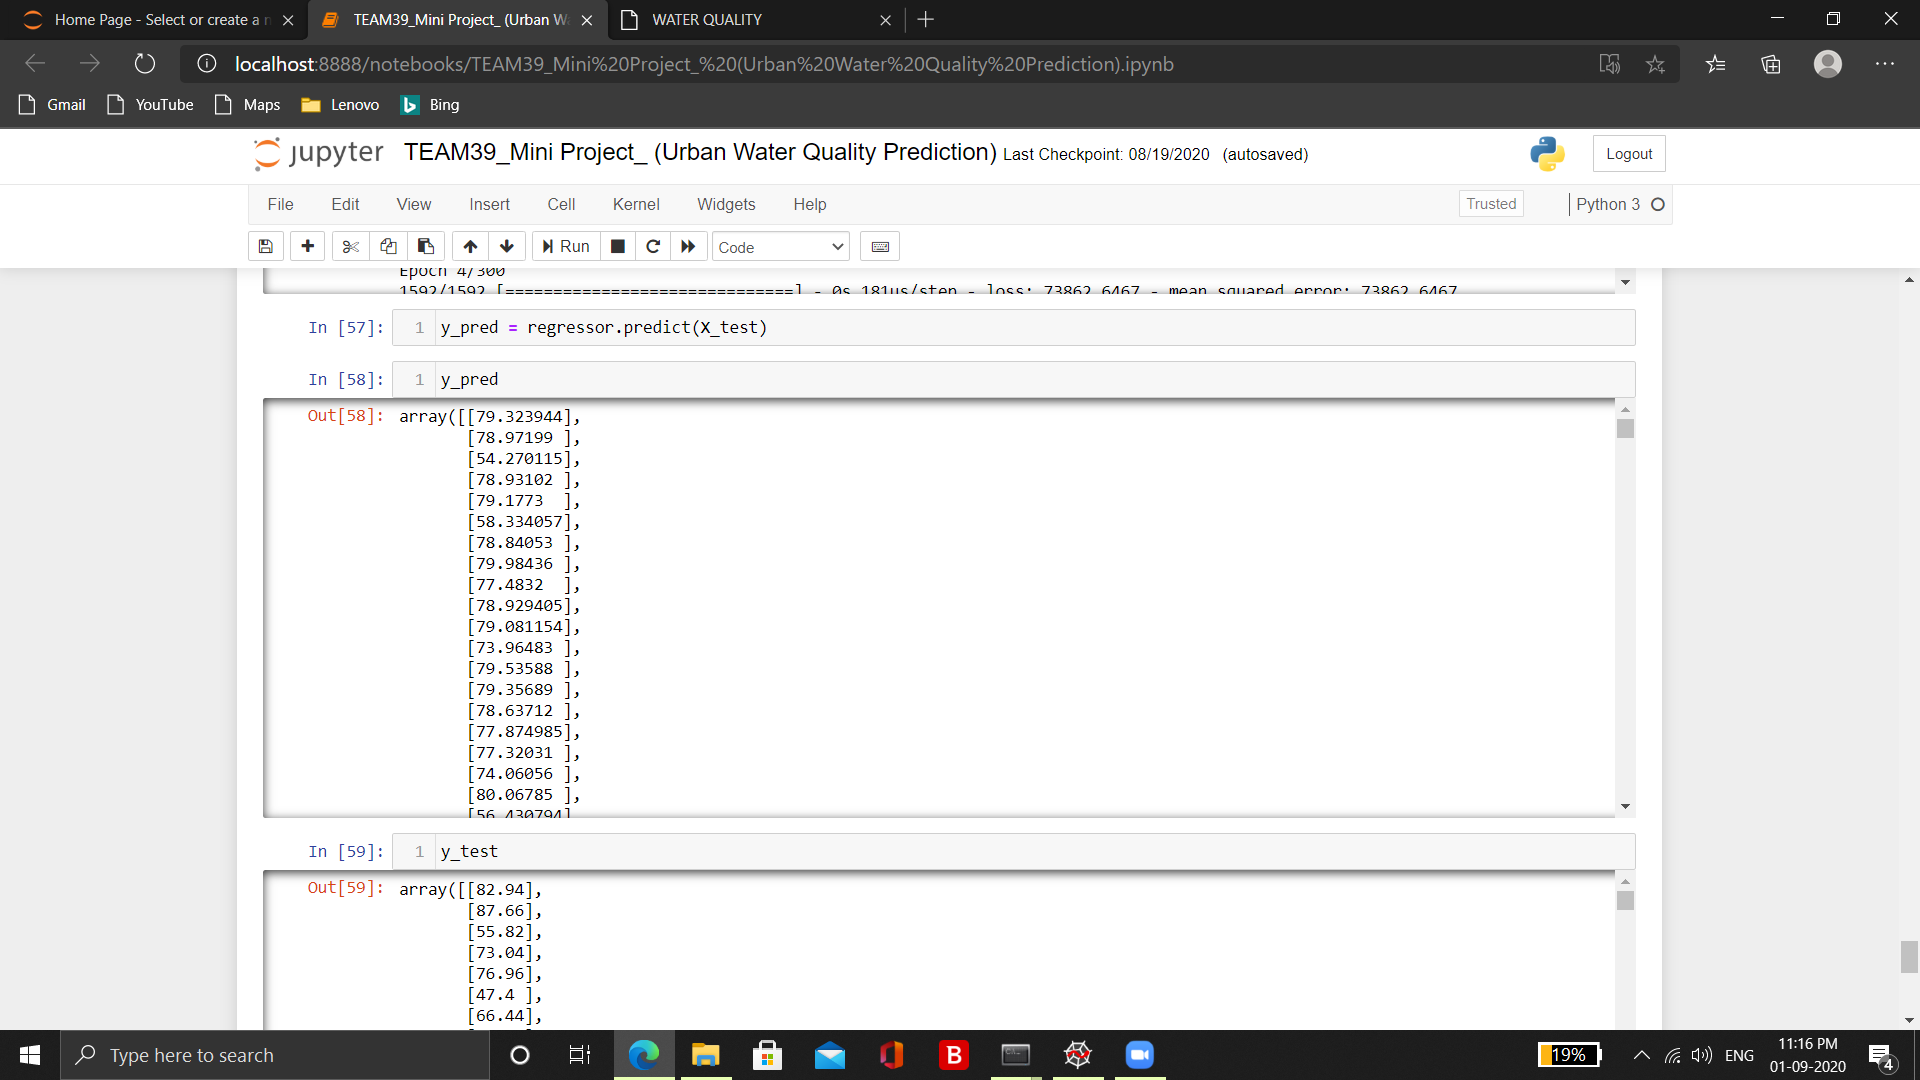 Home Page - Select or create a n
TEAM39_Mini Project_ (Urban W
WATER QUALITY
localhost:8888/notebooks/TEAM39_Mini%20Project_%20(Urban%20Water%20Quality%20Prediction).ipynb
Gmail YouTube Maps Lenovo Bing
jupyter TEAM39_Mini Project_ (Urban Water Quality Prediction) Last Checkpoint: 08/19/2020 (autosaved) Logout
File Edit View Insert Cell Kernel Widgets Help Trusted Python 3
Run Code
Epoch 4/300
1592/1592 [==============================] - 0s 181us/step - loss: 73862.6467 - mean_squared_error: 73862.6467
In [57]: 1 y_pred = regressor.predict(X_test)
In [58]: 1 y_pred
Out[58]: array([[79.323944],
[78.97199 ],
[54.270115],
[78.93102 ],
[79.1773 ],
[58.334057],
[78.84053 ],
[79.98436 ],
[77.4832 ],
[78.929405],
[79.081154],
[73.96483 ],
[79.53588 ],
[79.35689 ],
[78.63712 ],
[77.874985],
[77.32031 ],
[74.06056 ],
[80.06785 ],
[56.430794]
In [59]: 1 y_test
Out[59]: array([[82.94],
[87.66],
[55.82],
[73.04],
[76.96],
[47.4 ],
[66.44],
Type here to search
19% ENG 11:16 PM
01-09-2020
4